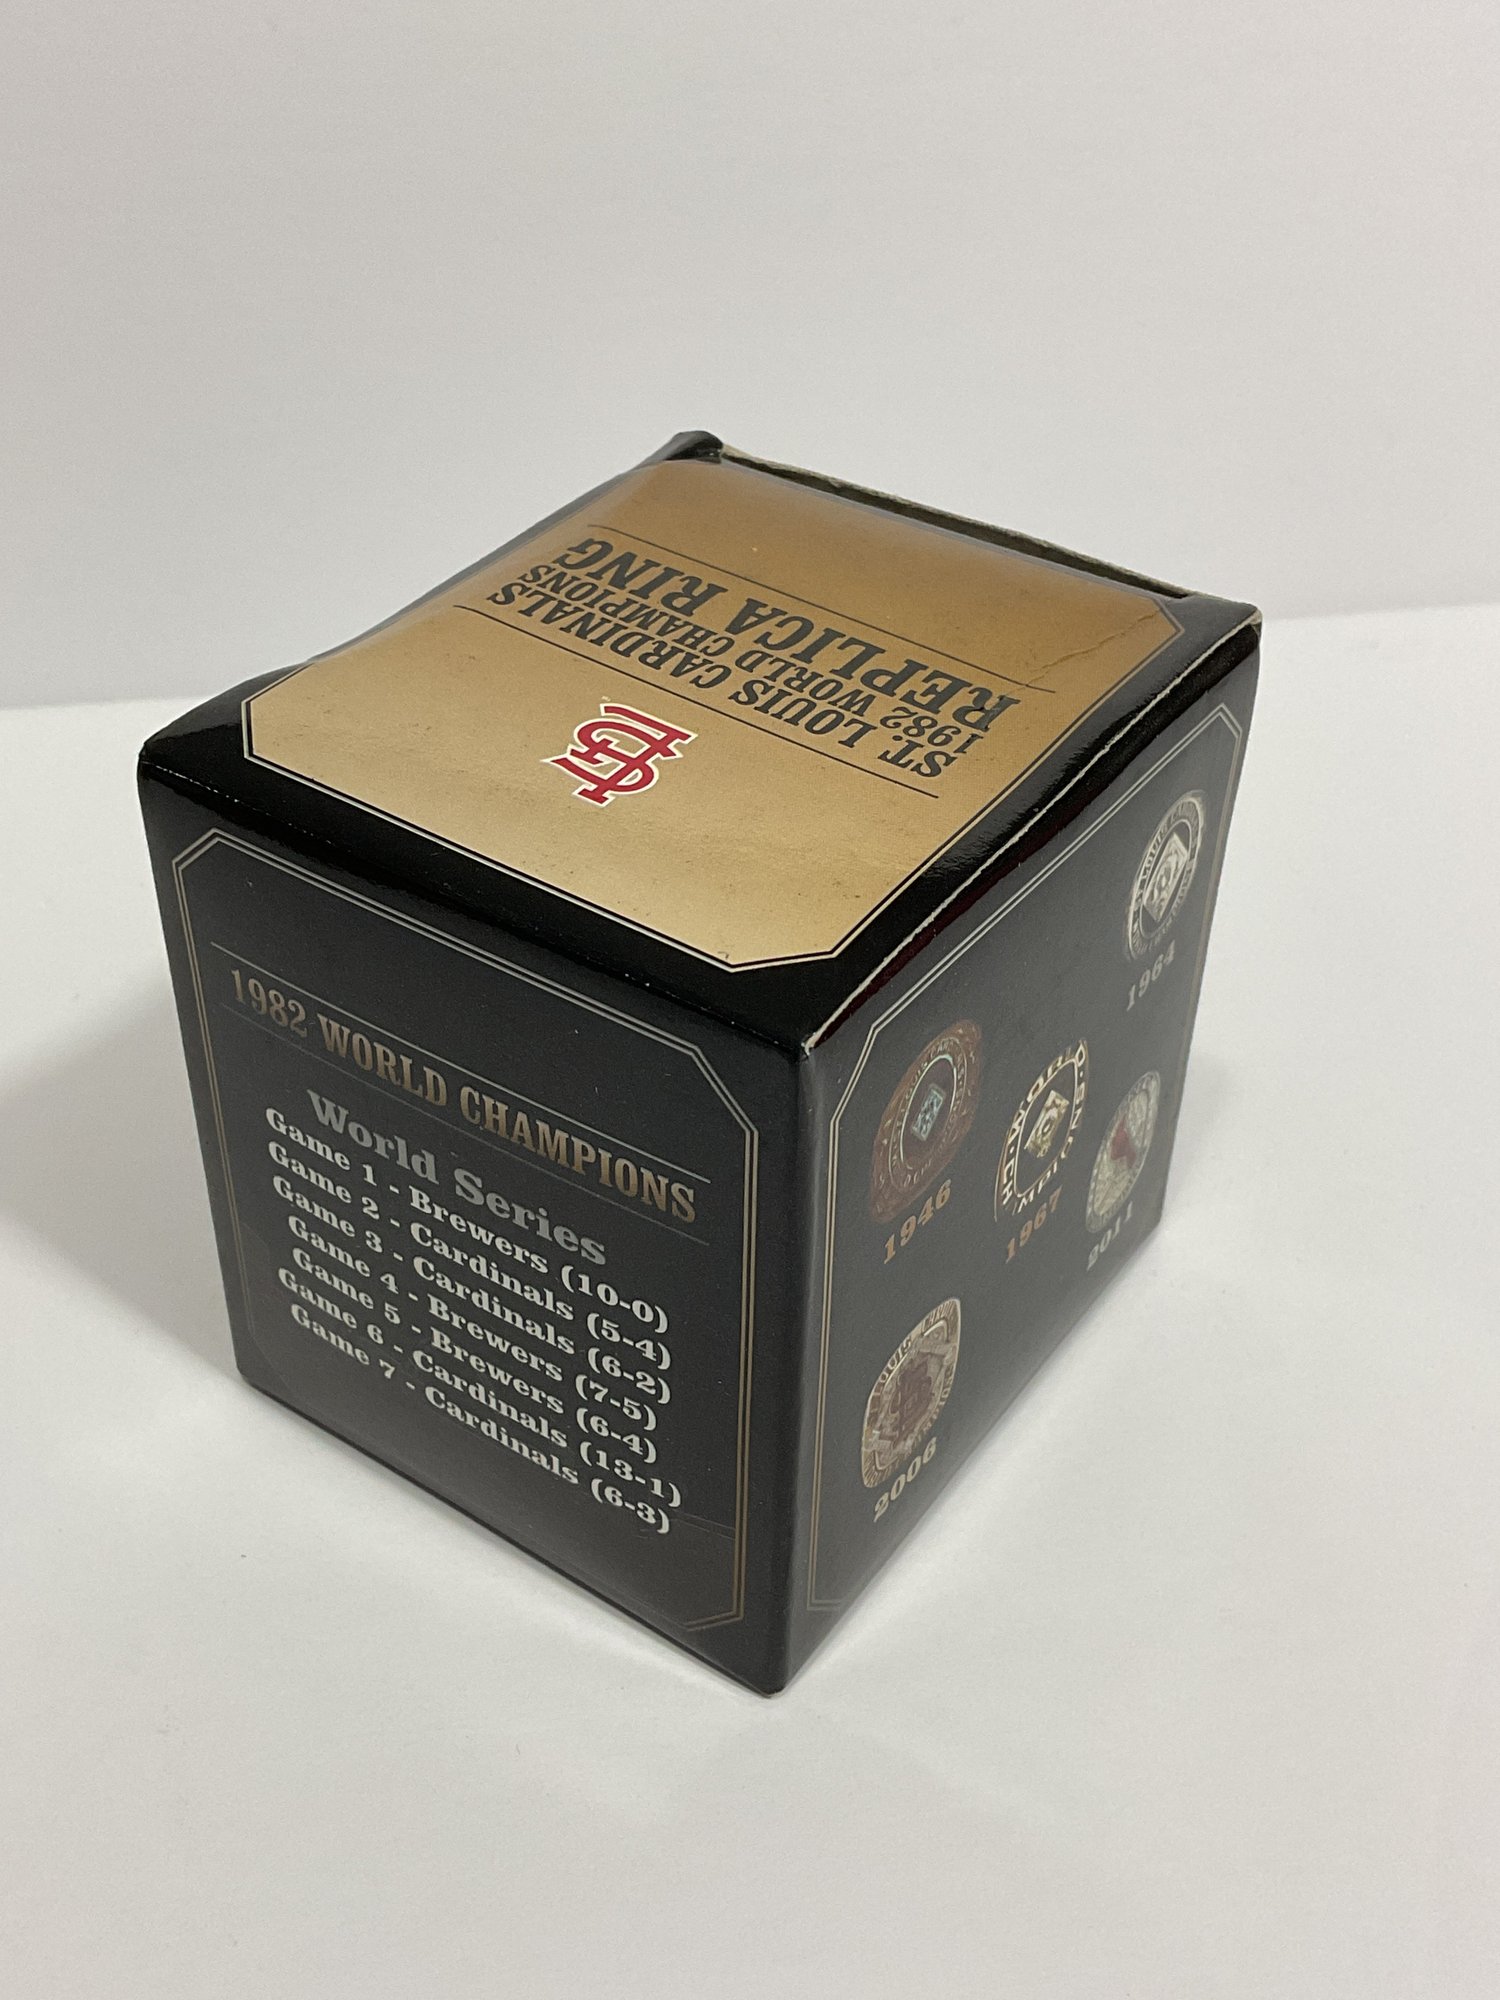 ST. LOUIS CARDINALS
1982 WORLD CHAMPIONS
REPLICA RING
STL
1982 WORLD CHAMPIONS
World Series
Game 1 - Brewers (10-0)
Game 2 - Cardinals (5-4)
Game 3 - Cardinals (6-2)
Game 4 - Brewers (7-5)
Game 5 - Brewers (6-4)
Game 6 - Cardinals (13-1)
Game 7 - Cardinals (6-3)
1964
1946
1967
2011
2006